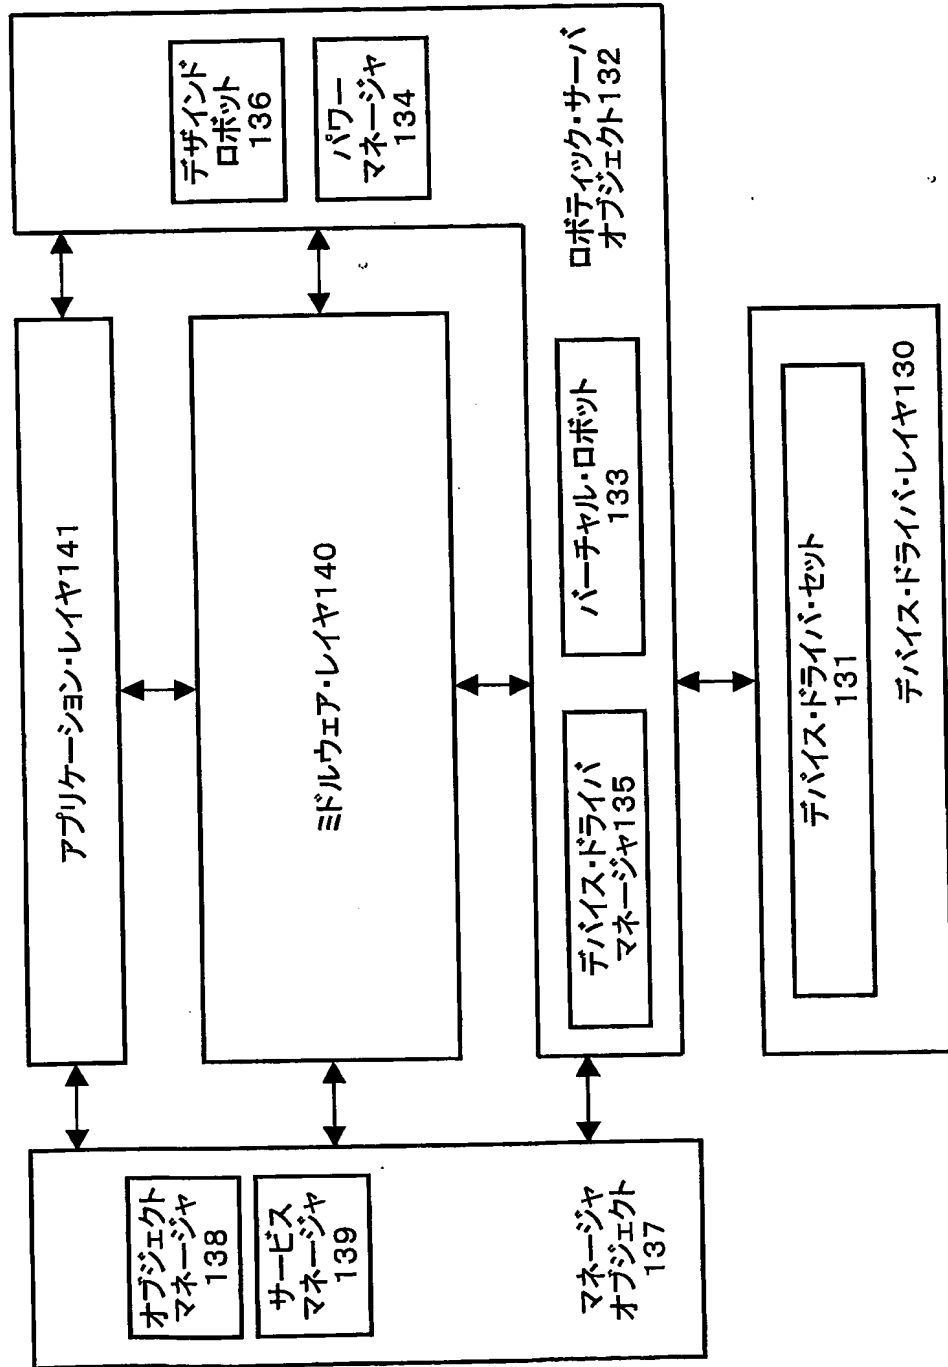 アプリケーション・レイヤ141
オブジェクト
マネージャ
138
サービス
マネージャ
139
マネージャ
オブジェクト
137
ミドルウェア・レイヤ140
デザインド
ロボット
136
パワー
マネージャ
134
ロボティック・サーバ
オブジェクト132
デバイス・ドライバ
マネージャ135
バーチャル・ロボット
133
デバイス・ドライバ・セット
131
デバイス・ドライバ・レイヤ130